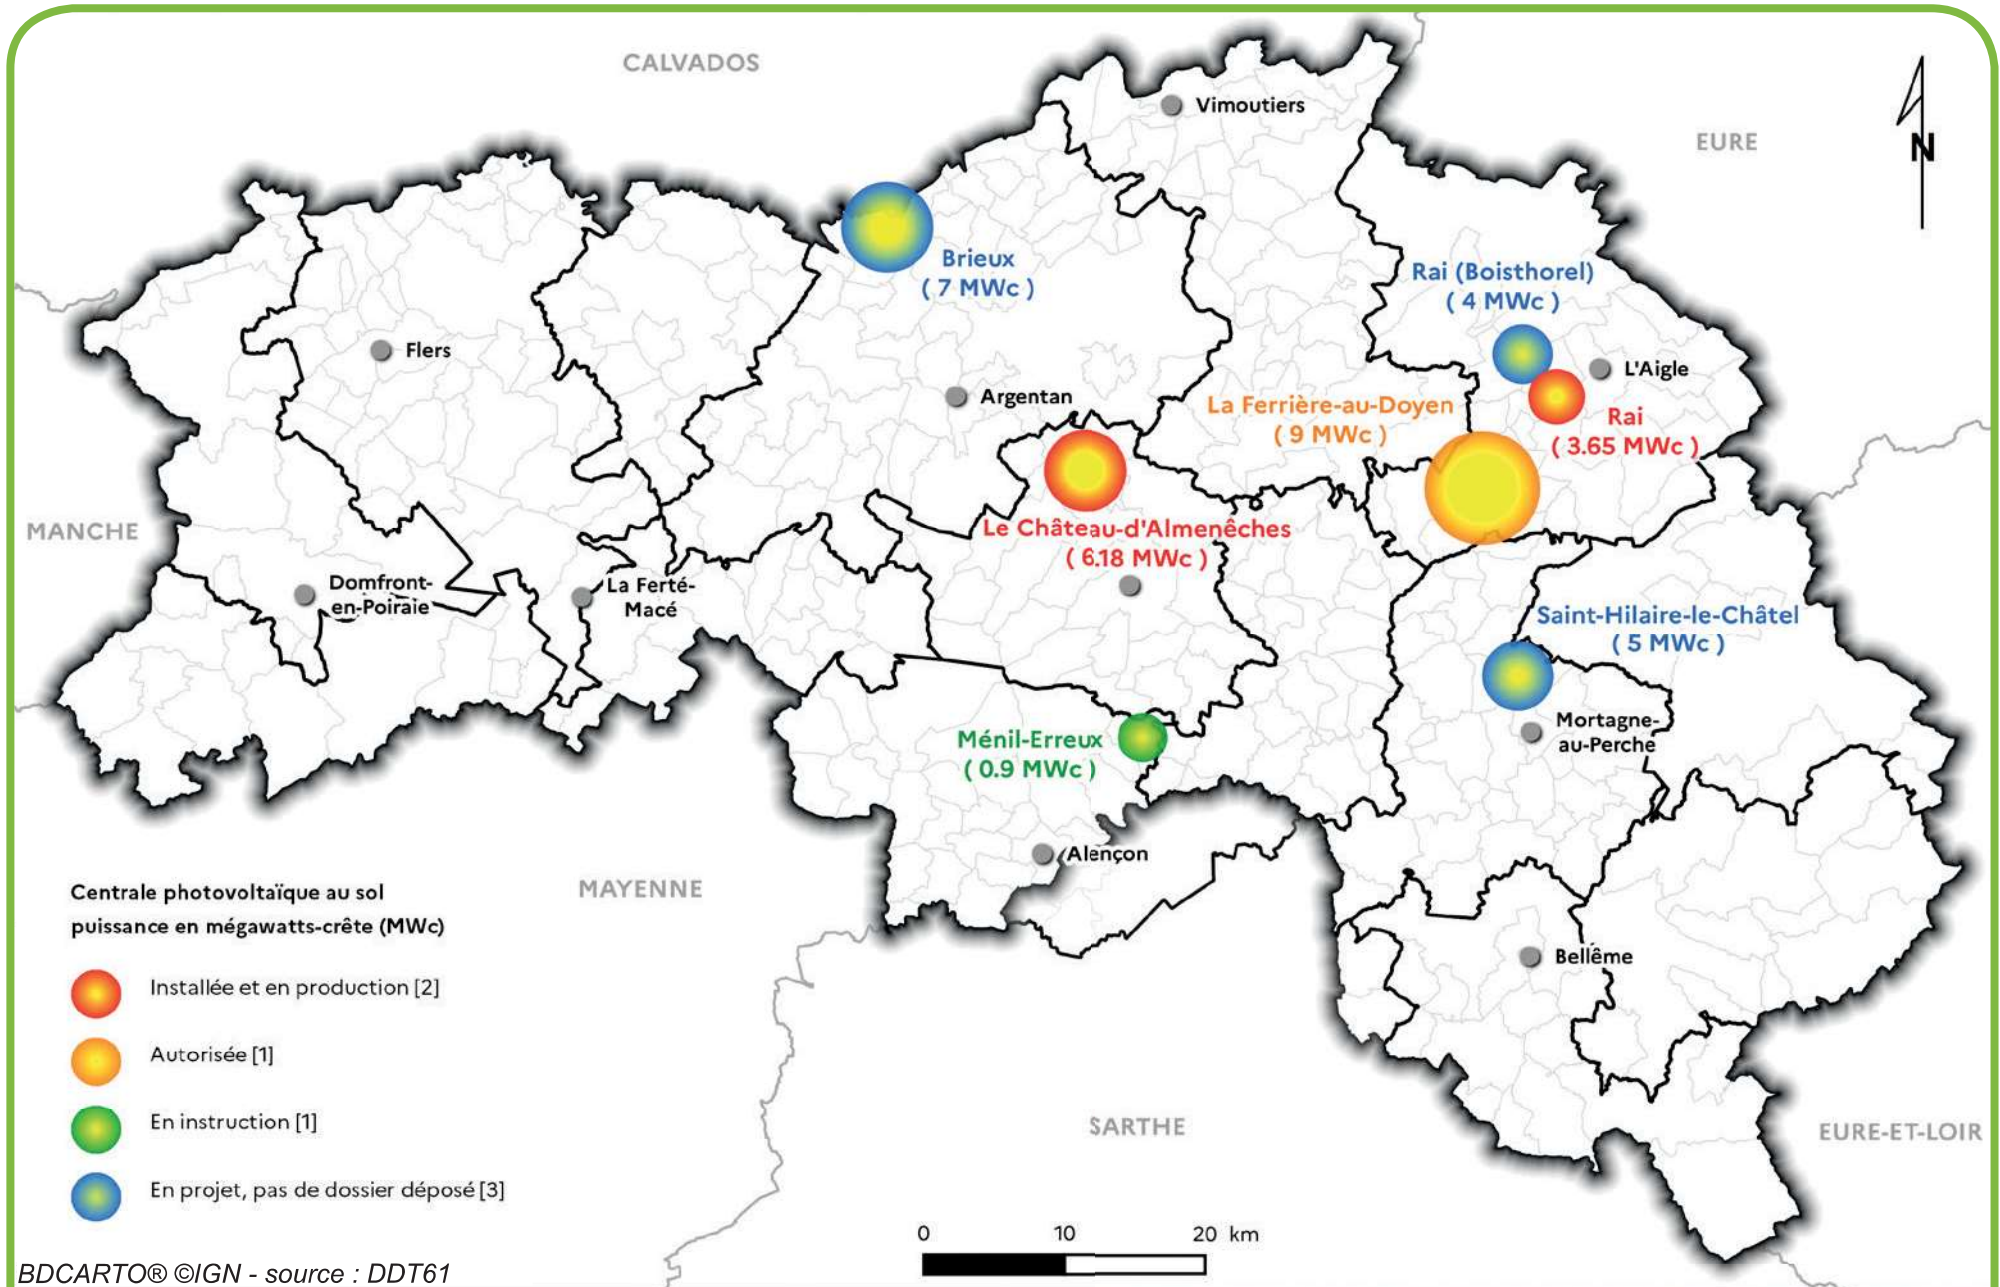 CALVADOS
Vimoutiers
EURE
N
Brieux
( 7 MWc )
Rai (Boisthorel)
( 4 MWc )
Flers
L'Aigle
Argentan
La Ferrière-au-Doyen
( 9 MWc )
Rai
( 3.65 MWc )
MANCHE
Le Château-d'Almenêches
( 6.18 MWc )
Domfront-
en-Poiraie
La Ferté-
Macé
Saint-Hilaire-le-Châtel
( 5 MWc )
Mortagne-
au-Perche
Ménil-Erreux
( 0.9 MWc )
Alençon
MAYENNE
Bellême
SARTHE
EURE-ET-LOIR
Centrale photovoltaïque au sol
puissance en mégawatts-crête (MWc)
Installée et en production [2]
Autorisée [1]
En instruction [1]
En projet, pas de dossier déposé [3]
0 10 20 km
BDCARTO® ©IGN - source : DDT61